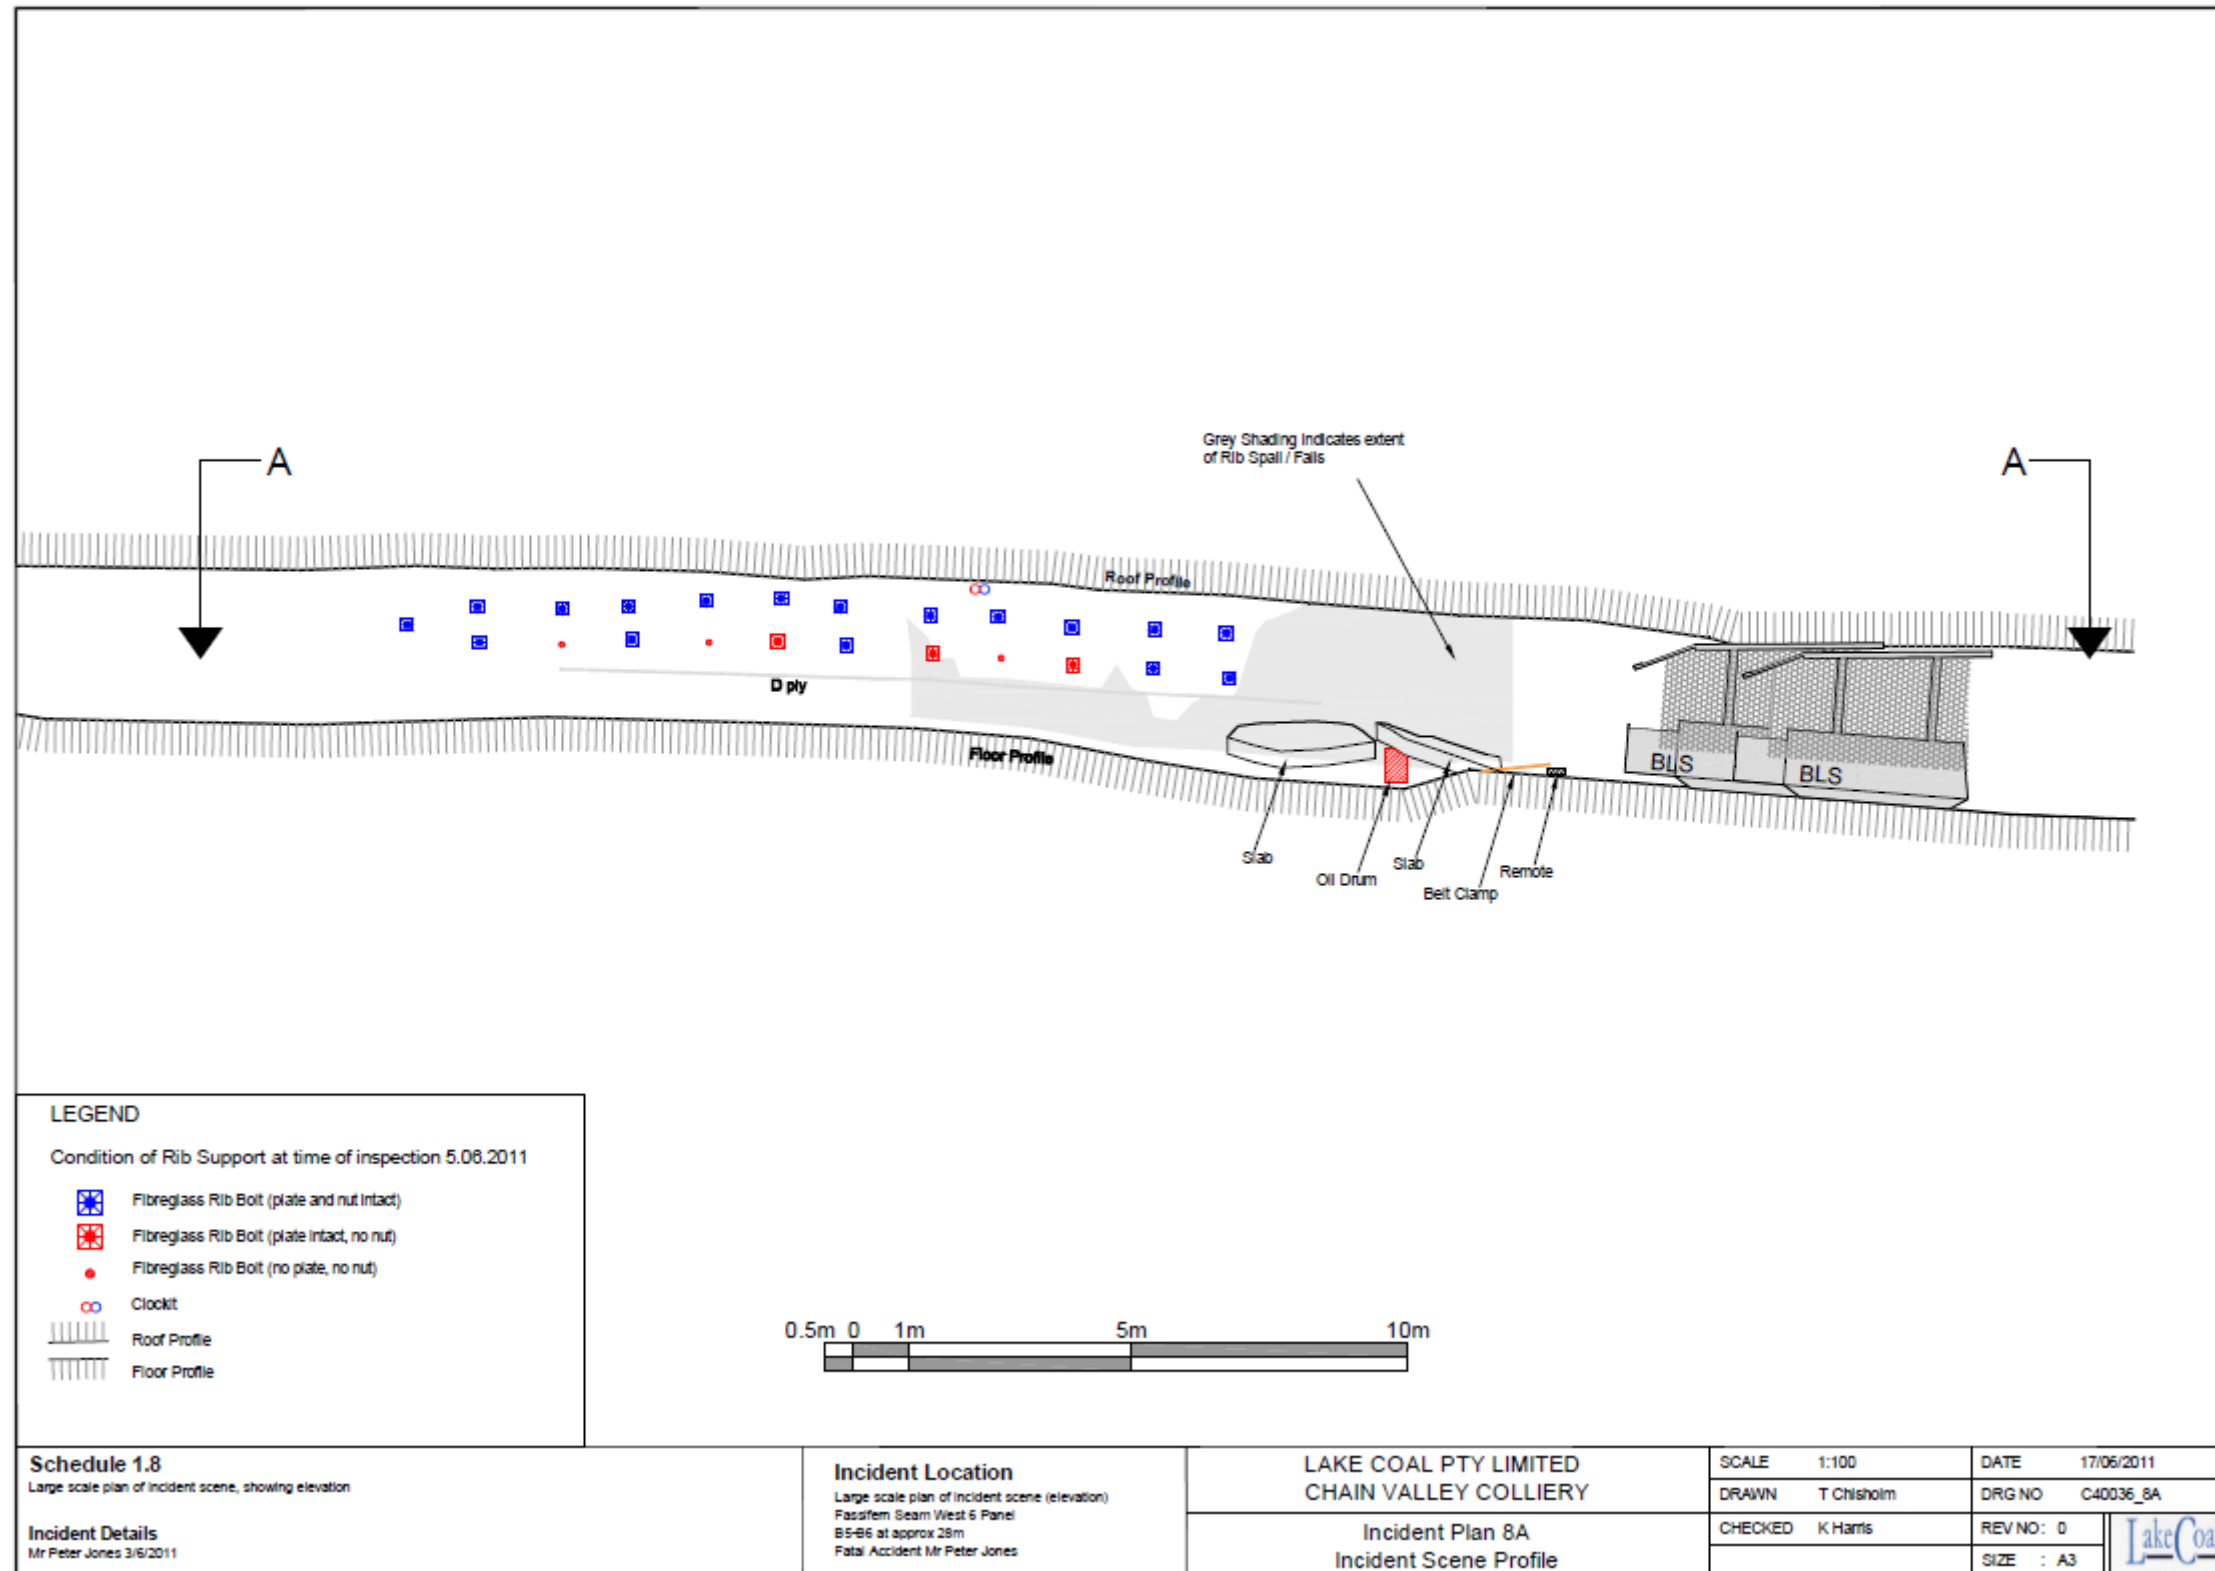 Grey Shading Indicates extent
of Rib Spall / Falls
A
A
Roof Profile
D ply
Floor Profile
BLS
BLS
Slab
Oil Drum
Slab
Belt Clamp
Remote
LEGEND
Condition of Rib Support at time of inspection 5.06.2011
Fibreglass Rib Bolt (plate and nut intact)
Fibreglass Rib Bolt (plate intact, no nut)
Fibreglass Rib Bolt (no plate, no nut)
Clockit
Roof Profile
Floor Profile
0.5m 0 1m 5m 10m
Schedule 1.8
Large scale plan of incident scene, showing elevation
Incident Details
Mr Peter Jones 3/6/2011
Incident Location
Large scale plan of incident scene (elevation)
Fassifern Seam West 6 Panel
B5-B6 at approx 28m
Fatal Accident Mr Peter Jones
LAKE COAL PTY LIMITED
CHAIN VALLEY COLLIERY
Incident Plan 8A
Incident Scene Profile
SCALE 1:100
DRAWN T Chisholm
CHECKED K Harris
DATE 17/06/2011
DRG NO C40036_8A
REV NO: 0
SIZE : A3
LakeCoa